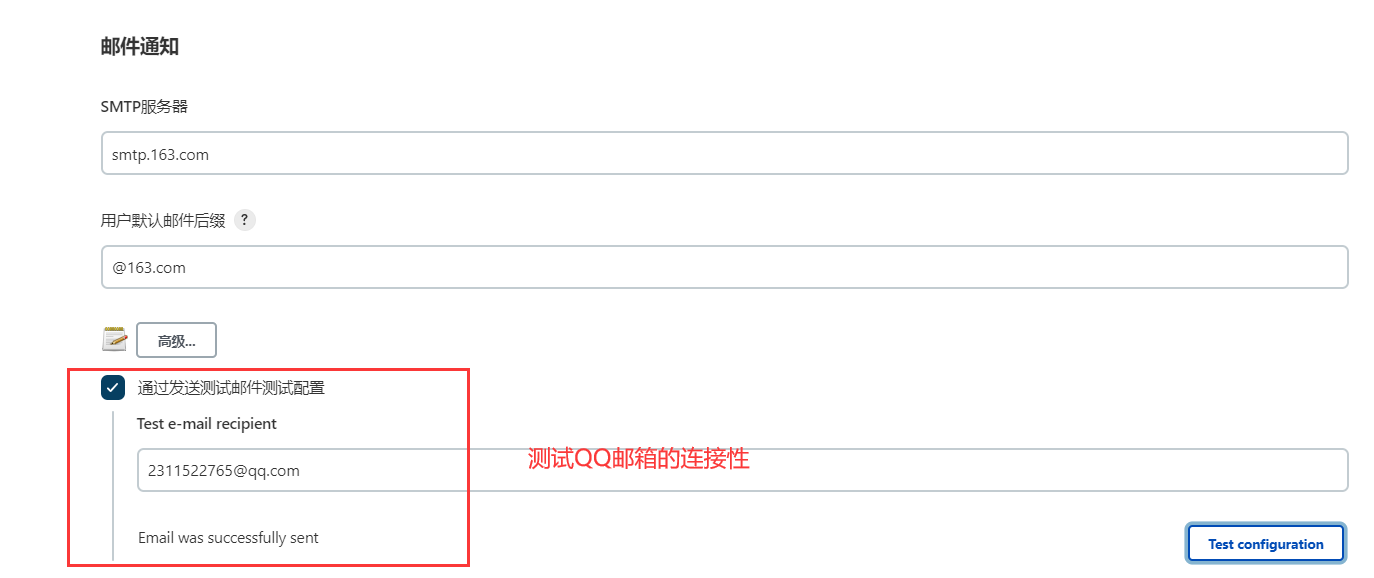 邮件通知
SMTP服务器
smtp.163.com
用户默认邮件后缀 ?
@163.com
高级...
通过发送测试邮件测试配置
Test e-mail recipient
测试QQ邮箱的连接性
2311522765@qq.com
Email was successfully sent
Test configuration